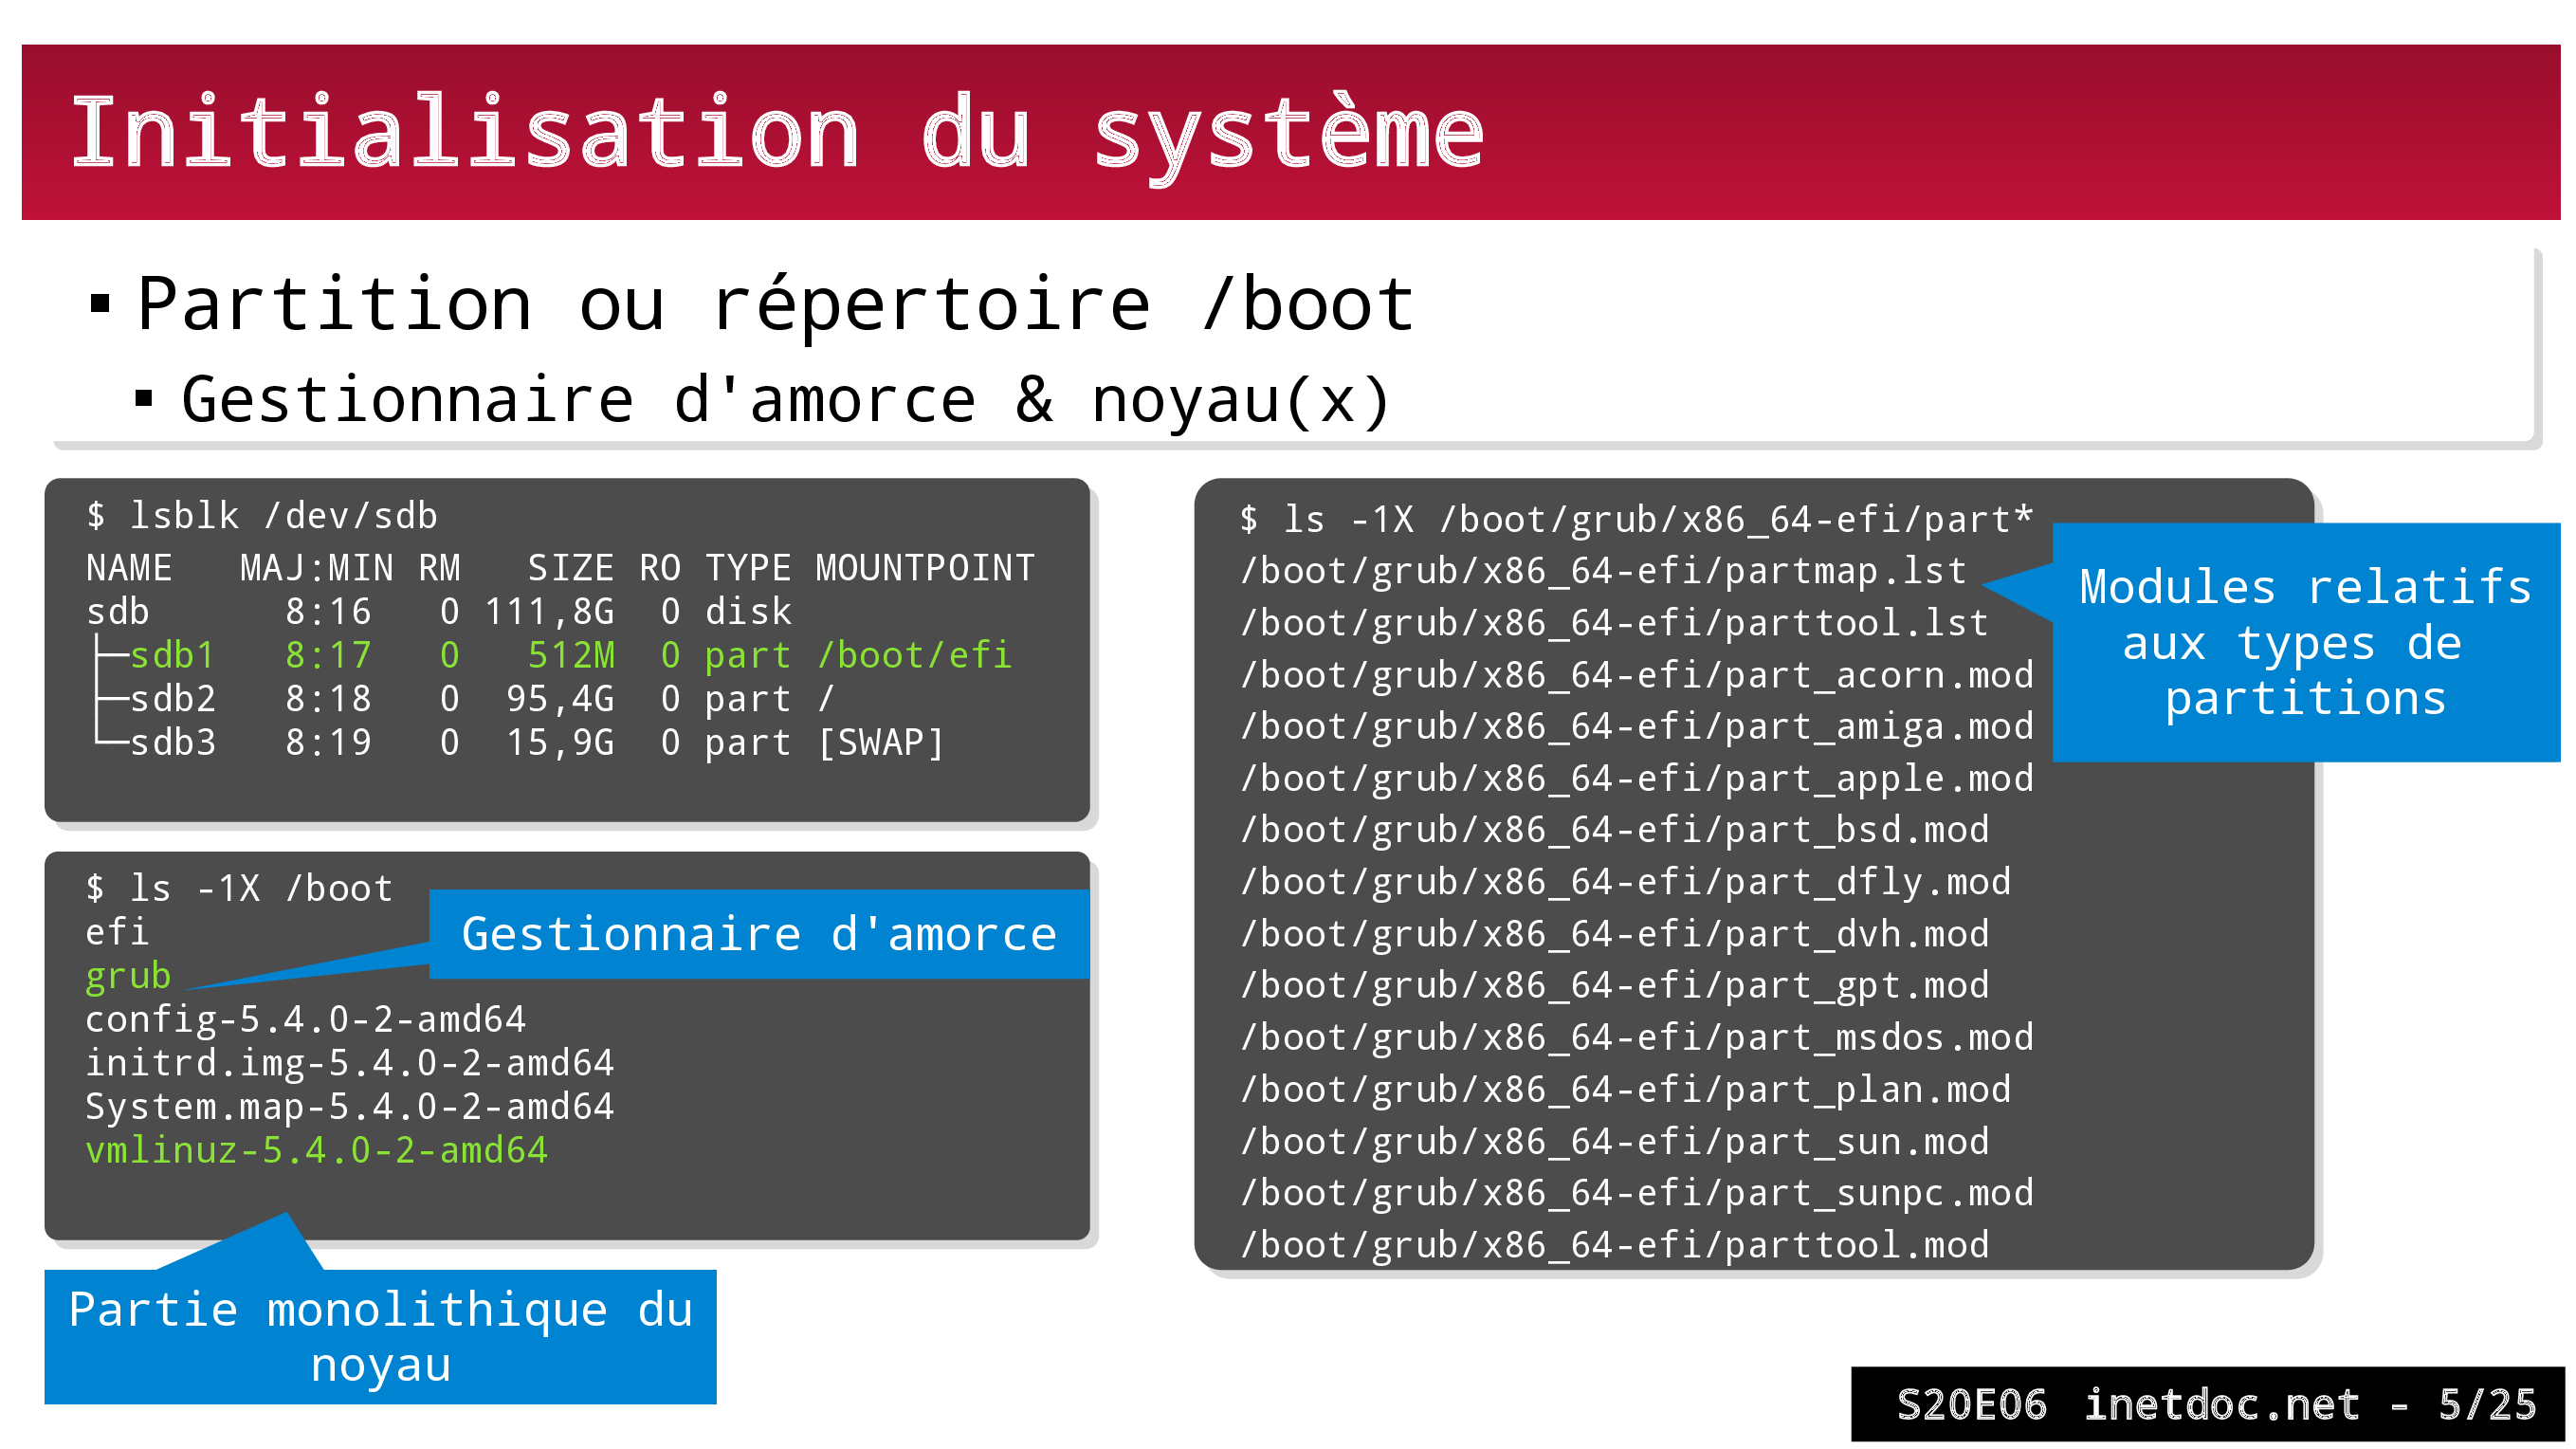 Initialisation du système
▪ Partition ou répertoire /boot
▪ Gestionnaire d'amorce & noyau(x)
$ lsblk /dev/sdb
NAME   MAJ:MIN RM   SIZE RO TYPE MOUNTPOINT
sdb      8:16   0 111,8G  0 disk
├─sdb1   8:17   0   512M  0 part /boot/efi
├─sdb2   8:18   0  95,4G  0 part /
└─sdb3   8:19   0  15,9G  0 part [SWAP]
$ ls -1X /boot
efi
grub
config-5.4.0-2-amd64
initrd.img-5.4.0-2-amd64
System.map-5.4.0-2-amd64
vmlinuz-5.4.0-2-amd64
Gestionnaire d'amorce
Partie monolithique du
noyau
$ ls -1X /boot/grub/x86_64-efi/part*
/boot/grub/x86_64-efi/partmap.lst
/boot/grub/x86_64-efi/parttool.lst
/boot/grub/x86_64-efi/part_acorn.mod
/boot/grub/x86_64-efi/part_amiga.mod
/boot/grub/x86_64-efi/part_apple.mod
/boot/grub/x86_64-efi/part_bsd.mod
/boot/grub/x86_64-efi/part_dfly.mod
/boot/grub/x86_64-efi/part_dvh.mod
/boot/grub/x86_64-efi/part_gpt.mod
/boot/grub/x86_64-efi/part_msdos.mod
/boot/grub/x86_64-efi/part_plan.mod
/boot/grub/x86_64-efi/part_sun.mod
/boot/grub/x86_64-efi/part_sunpc.mod
/boot/grub/x86_64-efi/parttool.mod
Modules relatifs
aux types de
partitions
S20E06 inetdoc.net - 5/25